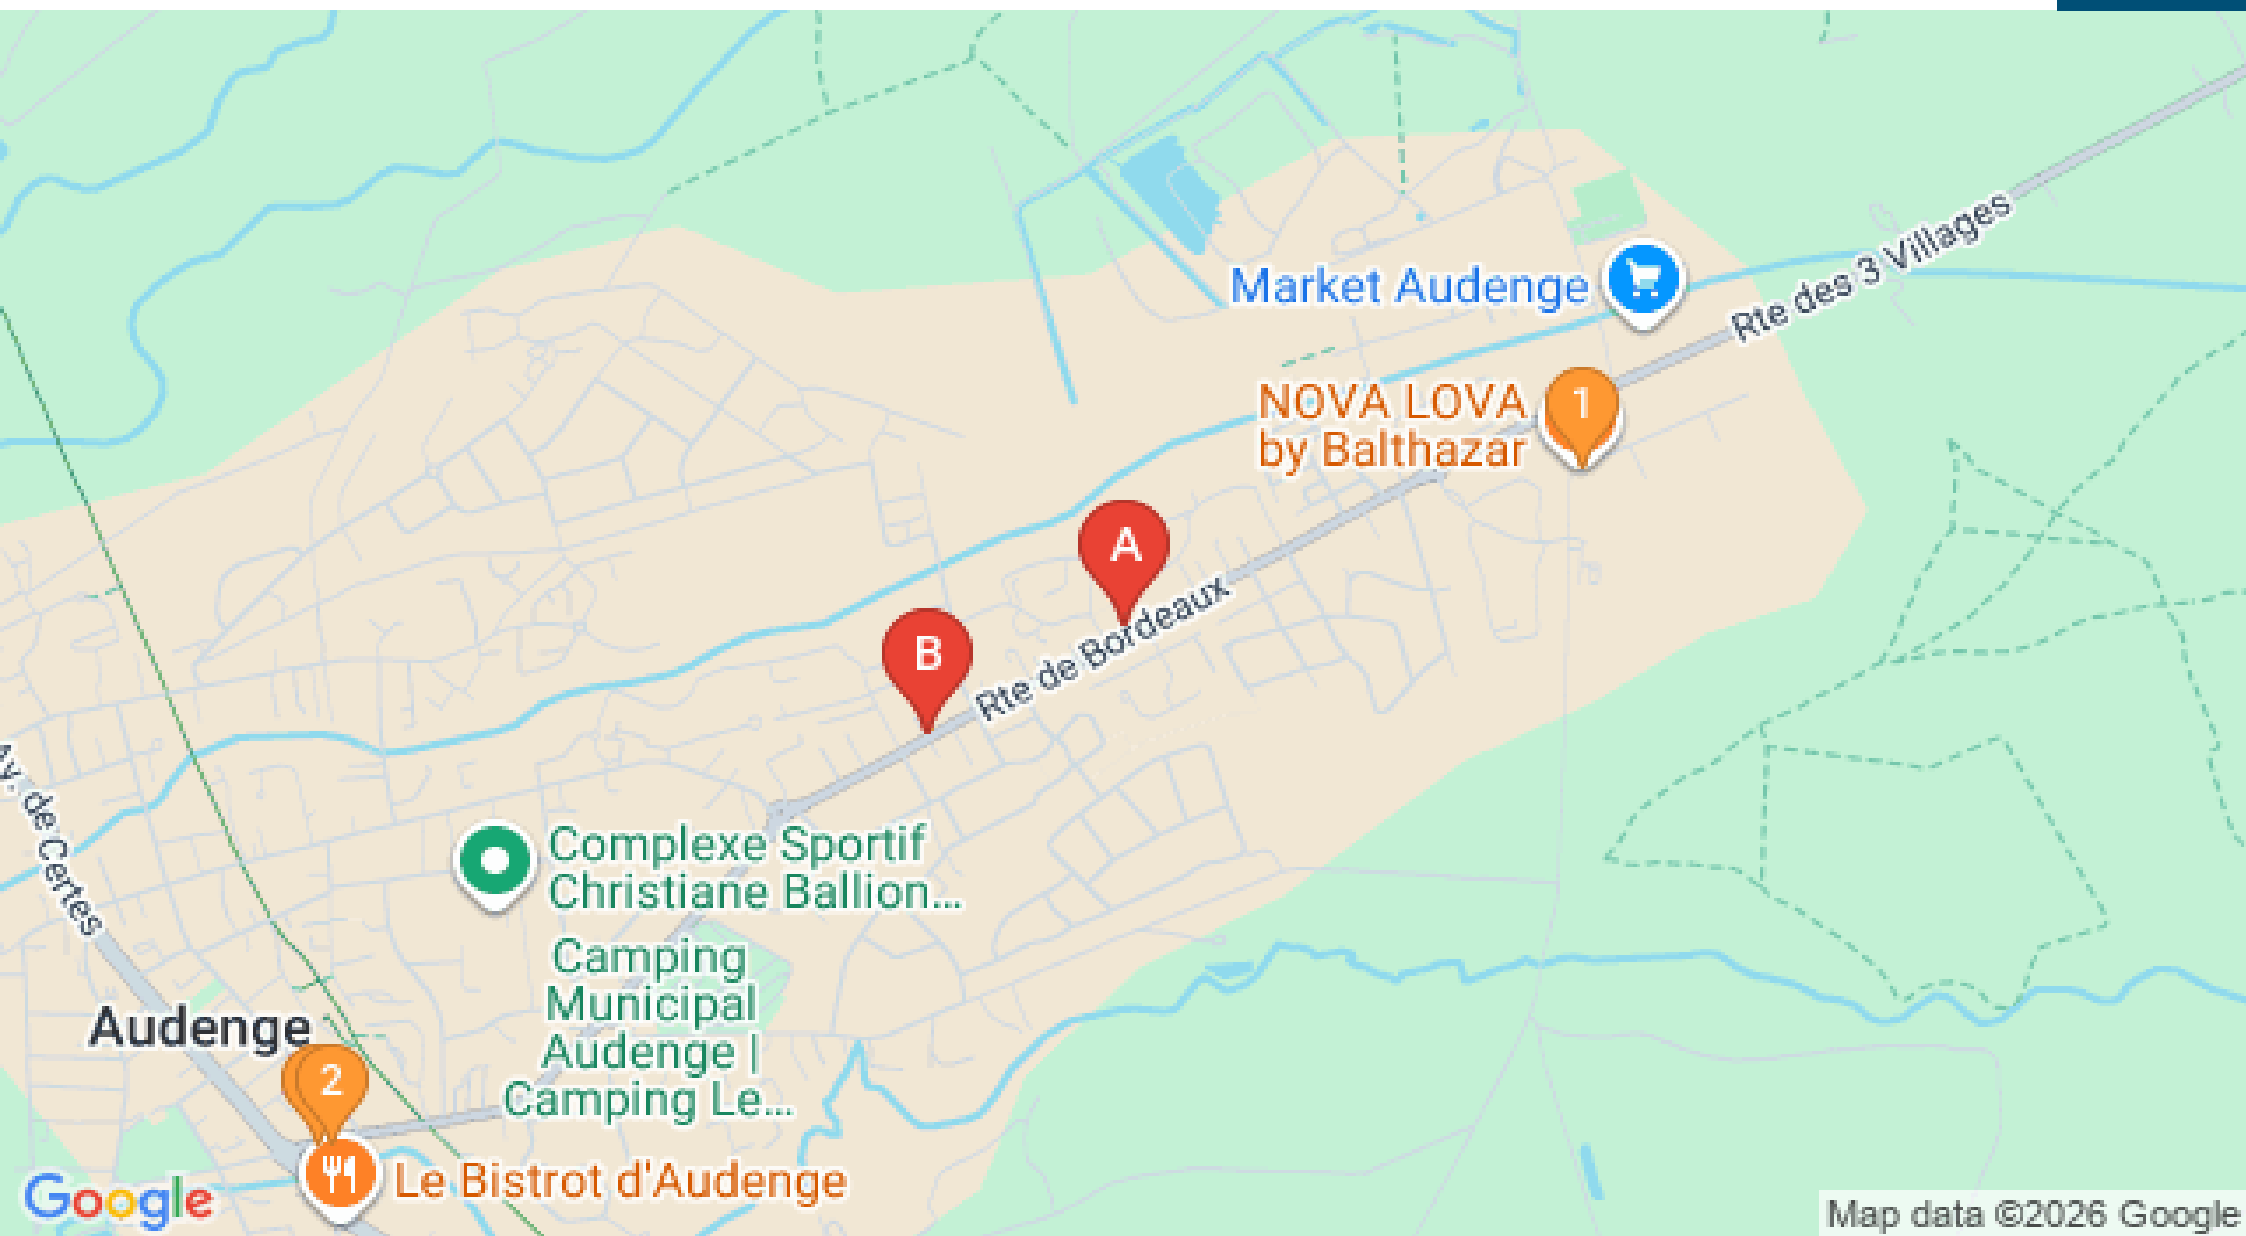 Rte des 3 Villages
Market Audenge
NOVA LOVA
by Balthazar
1
A
B
Rte de Bordeaux
Av. de Certes
Complexe Sportif
Christiane Ballion...
Camping
Municipal
Audenge |
Camping Le...
Audenge
2
Le Bistrot d'Audenge
Google
Map data ©2026 Google